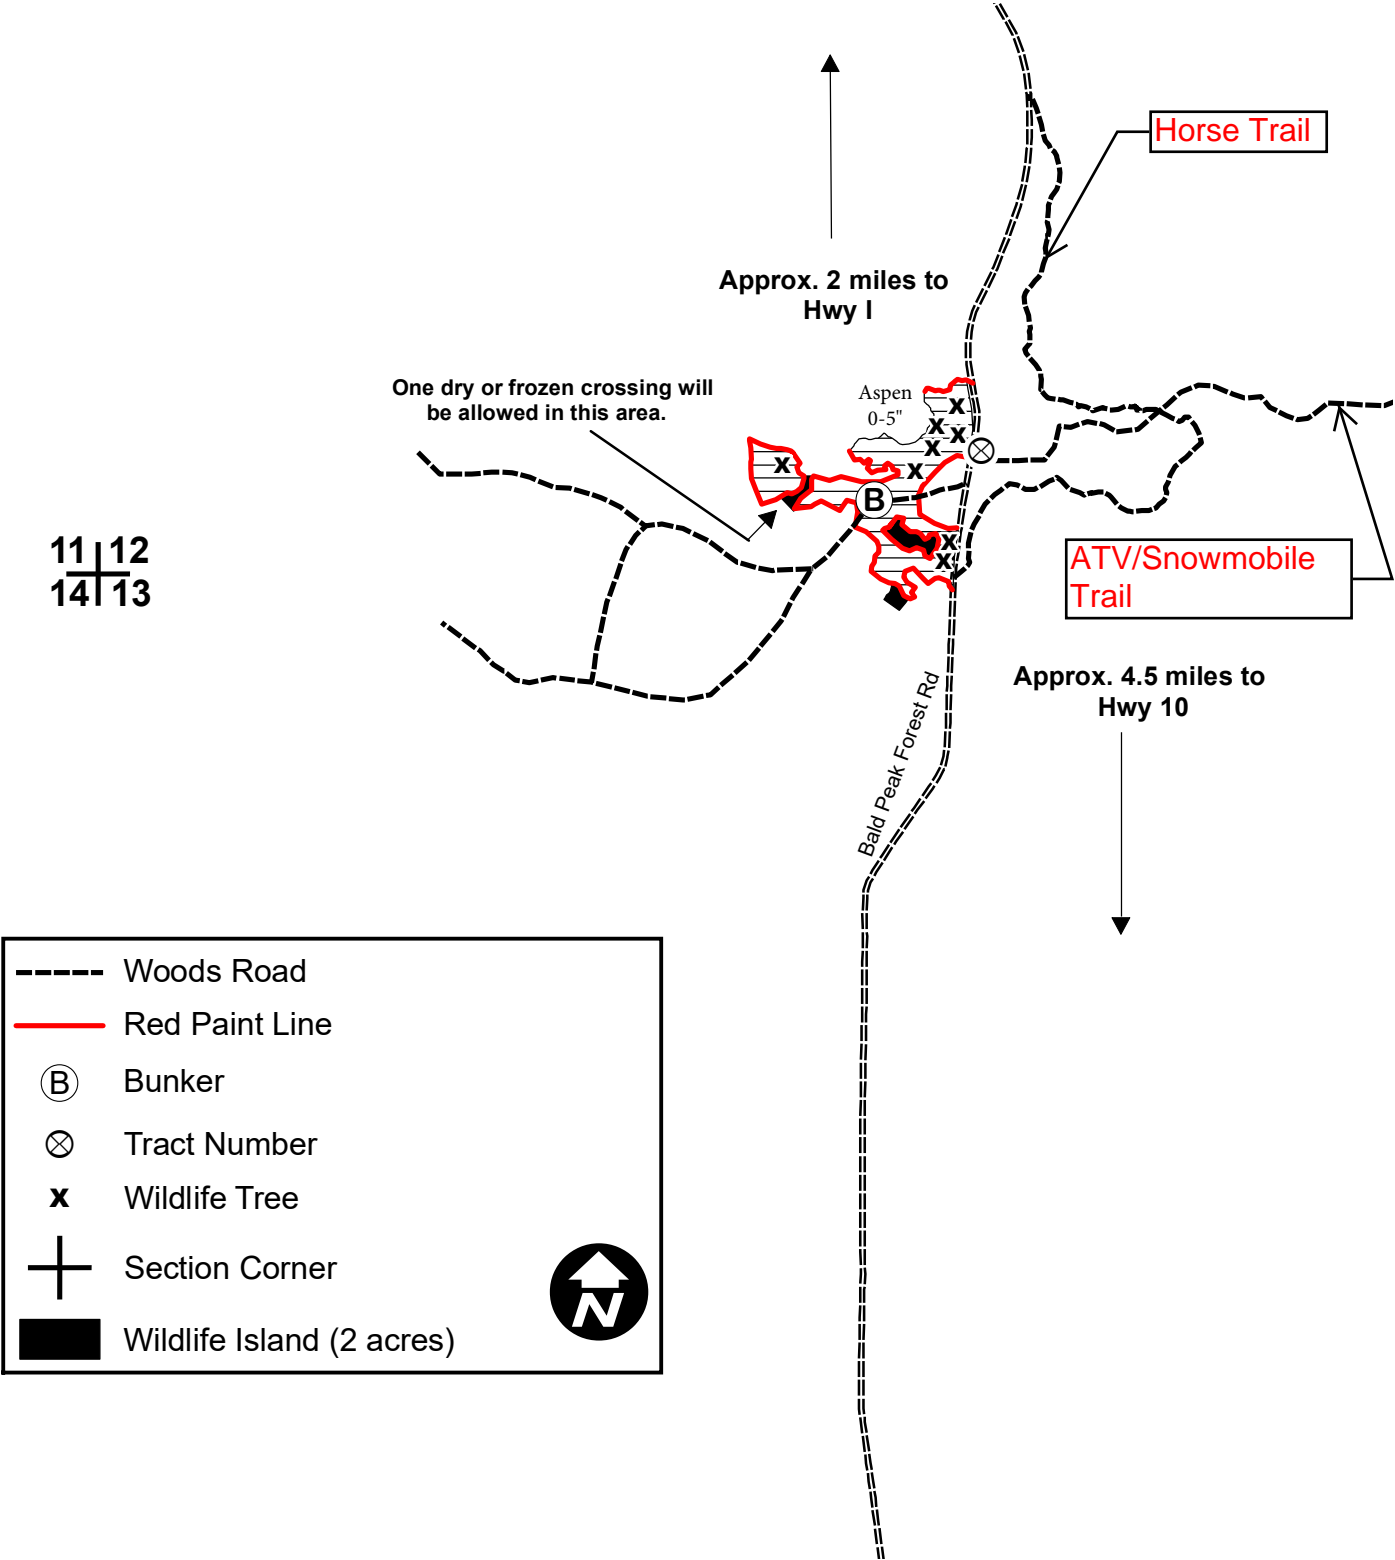 Horse Trail
Approx. 2 miles to
Hwy I
One dry or frozen crossing will
be allowed in this area.
Aspen
0-5"
x
x
x
x
x
x
B
x
x
11 12
14 13
ATV/Snowmobile
Trail
Approx. 4.5 miles to
Hwy 10
Bald Peak Forest Rd
Woods Road
Red Paint Line
B Bunker
Tract Number
x Wildlife Tree
Section Corner
N
Wildlife Island (2 acres)